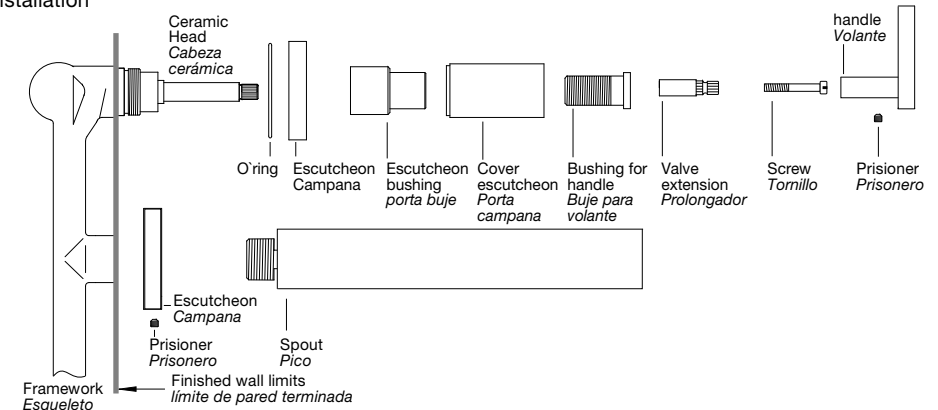 nstallation
Ceramic
Head
Cabeza
cerámica
handle
Volante
O`ring
Escutcheon
Campana
Escutcheon
bushing
porta buje
Cover
escutcheon
Porta
campana
Bushing for
handle
Buje para
volante
Valve
extension
Prolongador
Screw
Tornillo
Prisioner
Prisonero
Escutcheon
Campana
Prisioner
Prisonero
Spout
Pico
Framework
Esqueleto
Finished wall limits
límite de pared terminada